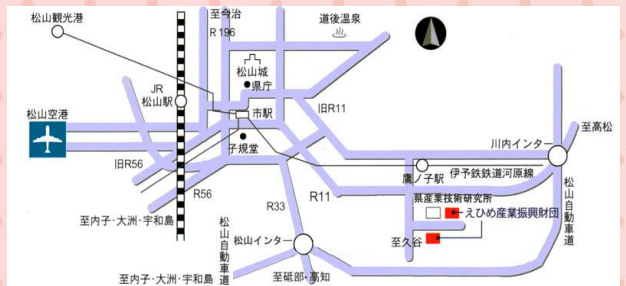 松山観光港
至今治
R196
道後温泉
松山城
県庁
JR
松山駅
市駅
旧R11
松山空港
子規堂
川内インター
至高松
旧R56
鷹ノ子駅
伊予鉄鉄道河原線
R56
R33
R11
県産業技術研究所
えひめ産業振興財団
至内子・大洲・宇和島
松山自動車道
松山インター
至久谷
松山自動車道
至内子・大洲・宇和島
至砥部・高知